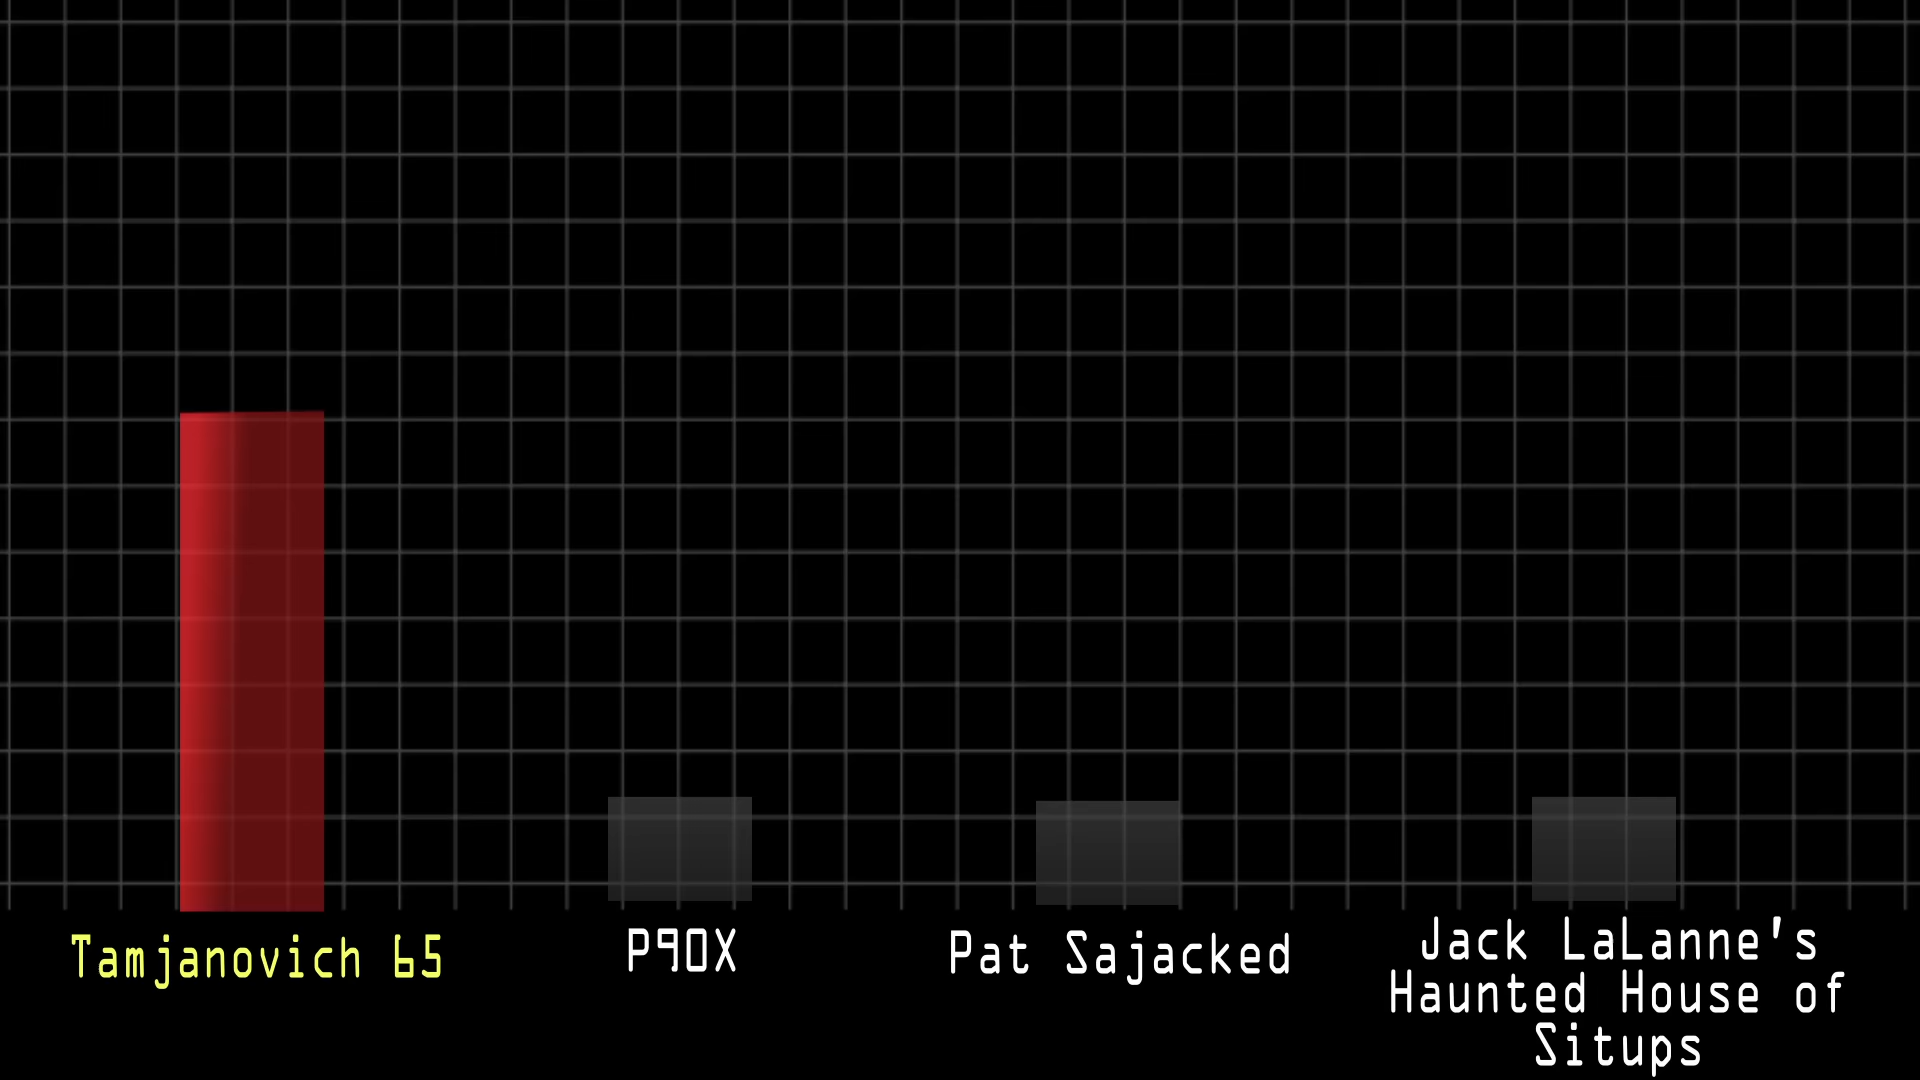 Tamjanovich 65
P90X
Pat Sajacked
Jack LaLanne's
Haunted House of
Situps